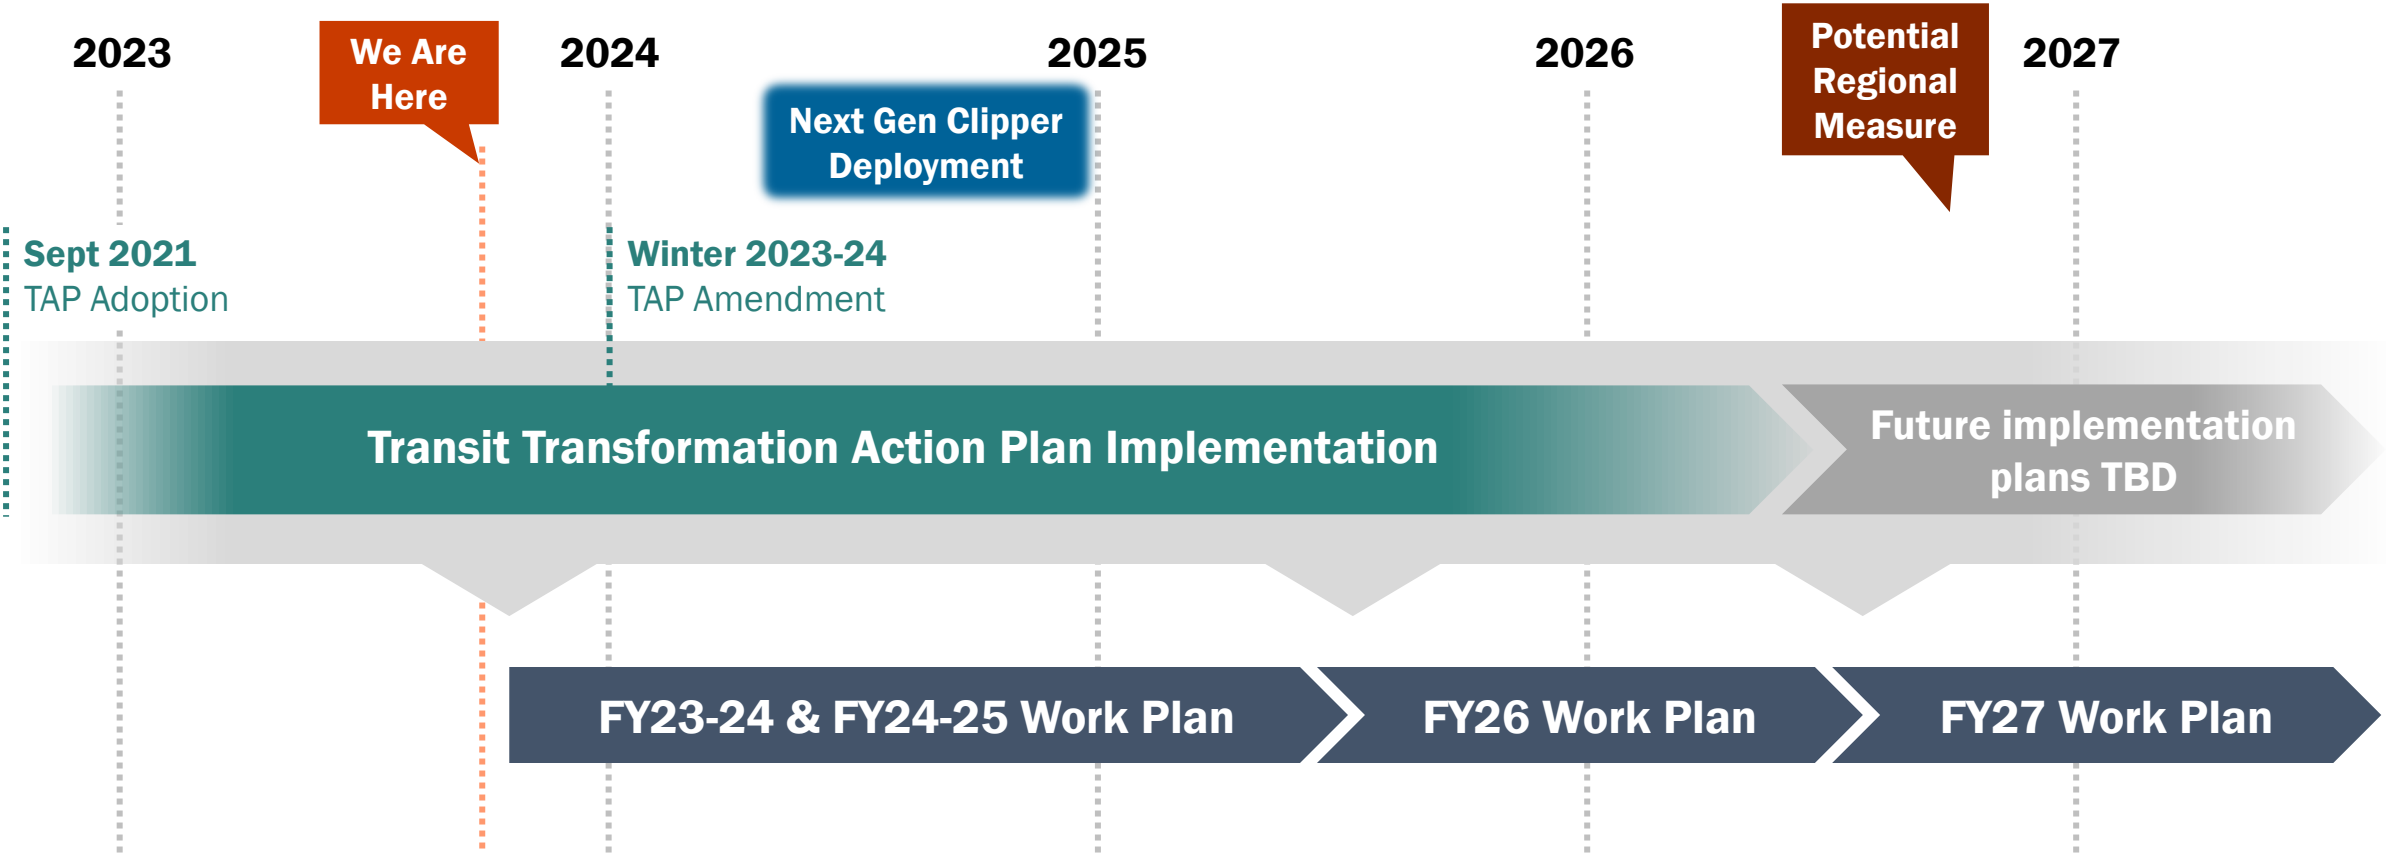 2023
We Are
Here
2024
2025
2026
Potential
Regional
Measure
2027
Next Gen Clipper
Deployment
Sept 2021
TAP Adoption
Winter 2023-24
TAP Amendment
Transit Transformation Action Plan Implementation
Future implementation
plans TBD
FY23-24 & FY24-25 Work Plan
FY26 Work Plan
FY27 Work Plan